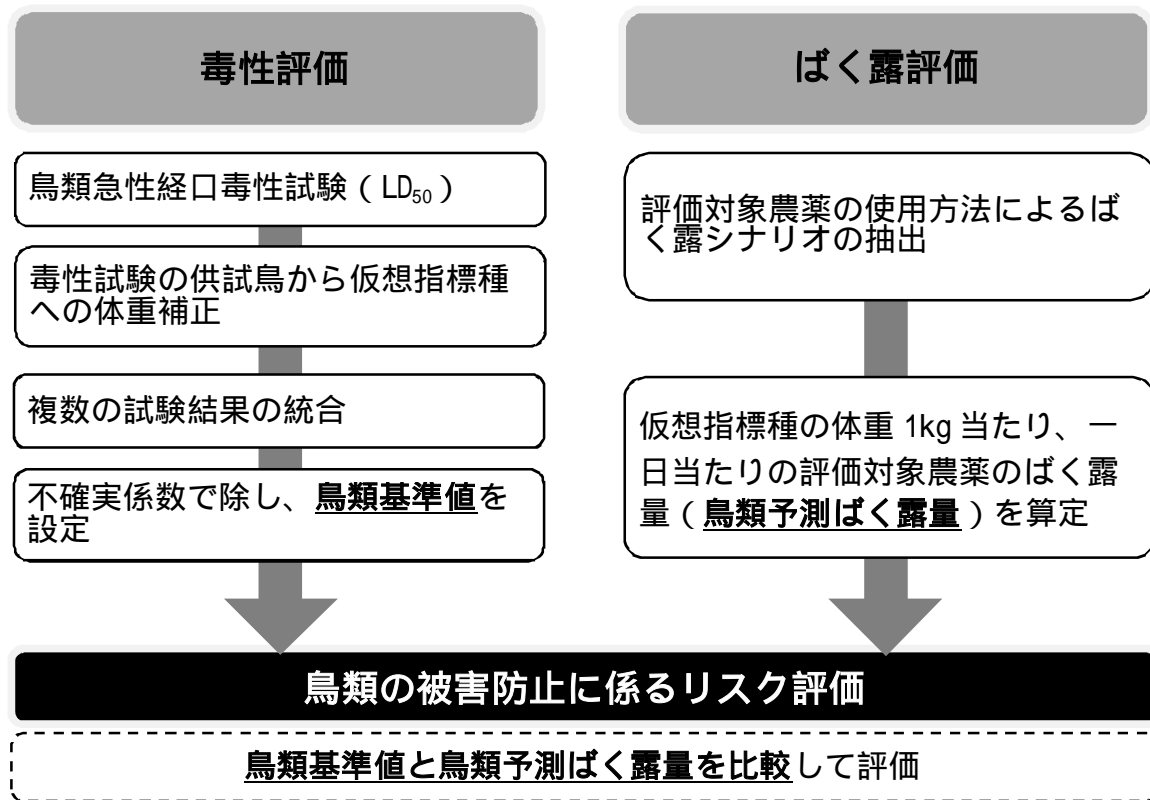 毒性評価
鳥類急性経口毒性試験（LD₅₀）
毒性試験の供試鳥から仮想指標種
への体重補正
複数の試験結果の統合
不確実係数で除し、鳥類基準値を
設定
ばく露評価
評価対象農薬の使用方法によるば
く露シナリオの抽出
仮想指標種の体重 1kg 当たり、一
日当たりの評価対象農薬のばく露
量（鳥類予測ばく露量）を算定
鳥類の被害防止に係るリスク評価
鳥類基準値と鳥類予測ばく露量を比較して評価